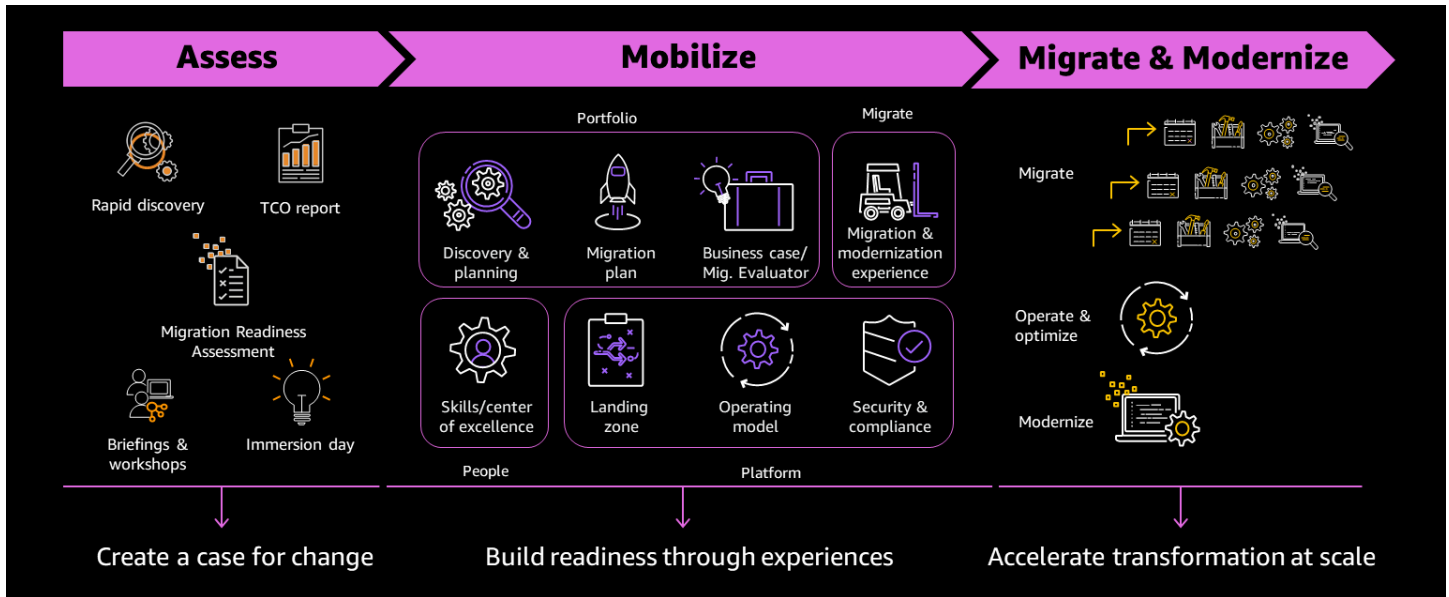 Assess
Mobilize
Migrate & Modernize
Rapid discovery
TCO report
Migration Readiness
Assessment
Briefings &
workshops
Immersion day
Portfolio
Migrate
Discovery &
planning
Migration
plan
Business case/
Mig. Evaluator
Migration &
modernization
experience
Skills/center
of excellence
Landing
zone
Operating
model
Security &
compliance
People
Platform
Migrate
Operate &
optimize
Modernize
Create a case for change
Build readiness through experiences
Accelerate transformation at scale